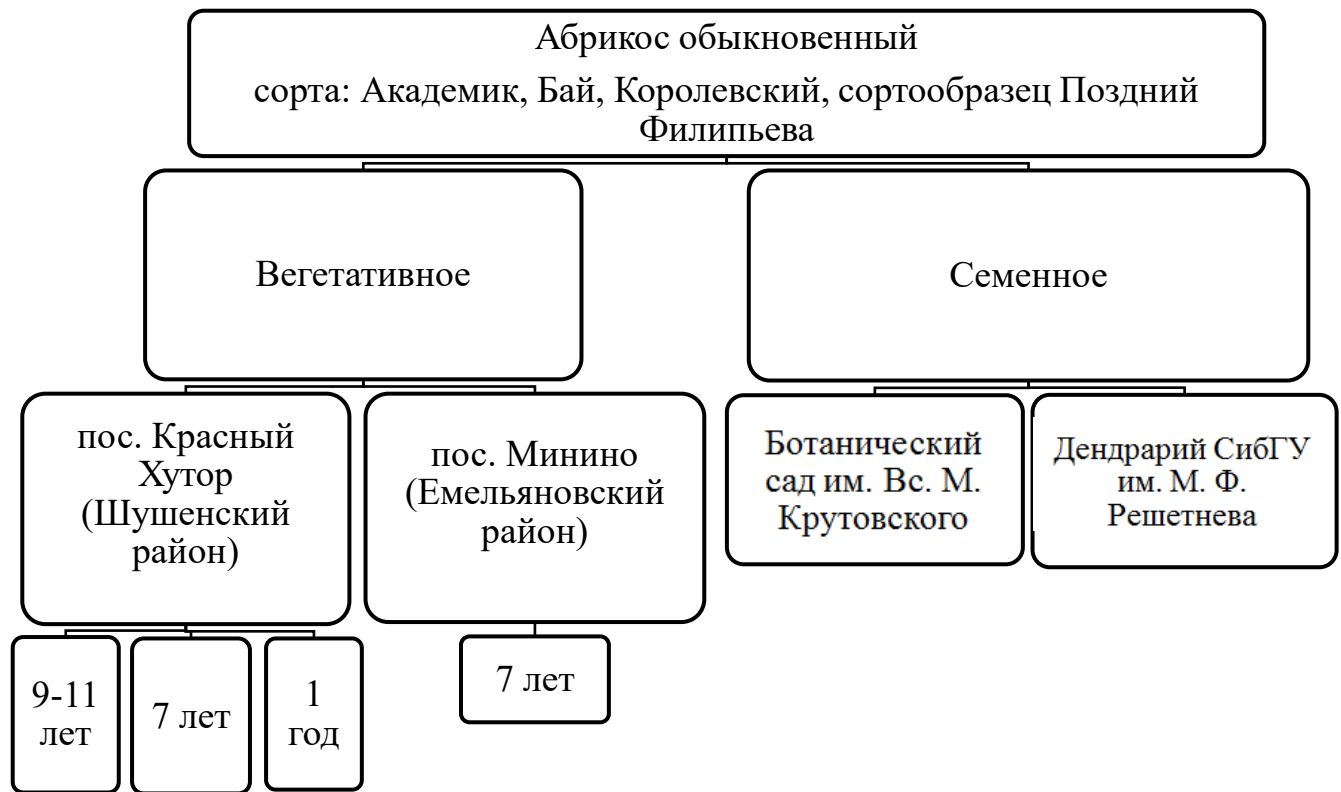 Абрикос обыкновенный
сорта: Академик, Бай, Королевский, сортообразец Поздний
Филипьева
Вегетативное
Семенное
пос. Красный
Хутор
(Шушенский
район)
пос. Минино
(Емельяновский
район)
Ботанический
сад им. Вс. М.
Крутовского
Дендрарий СибГУ
им. М. Ф.
Решетнева
9-11
лет
7 лет
1
год
7 лет